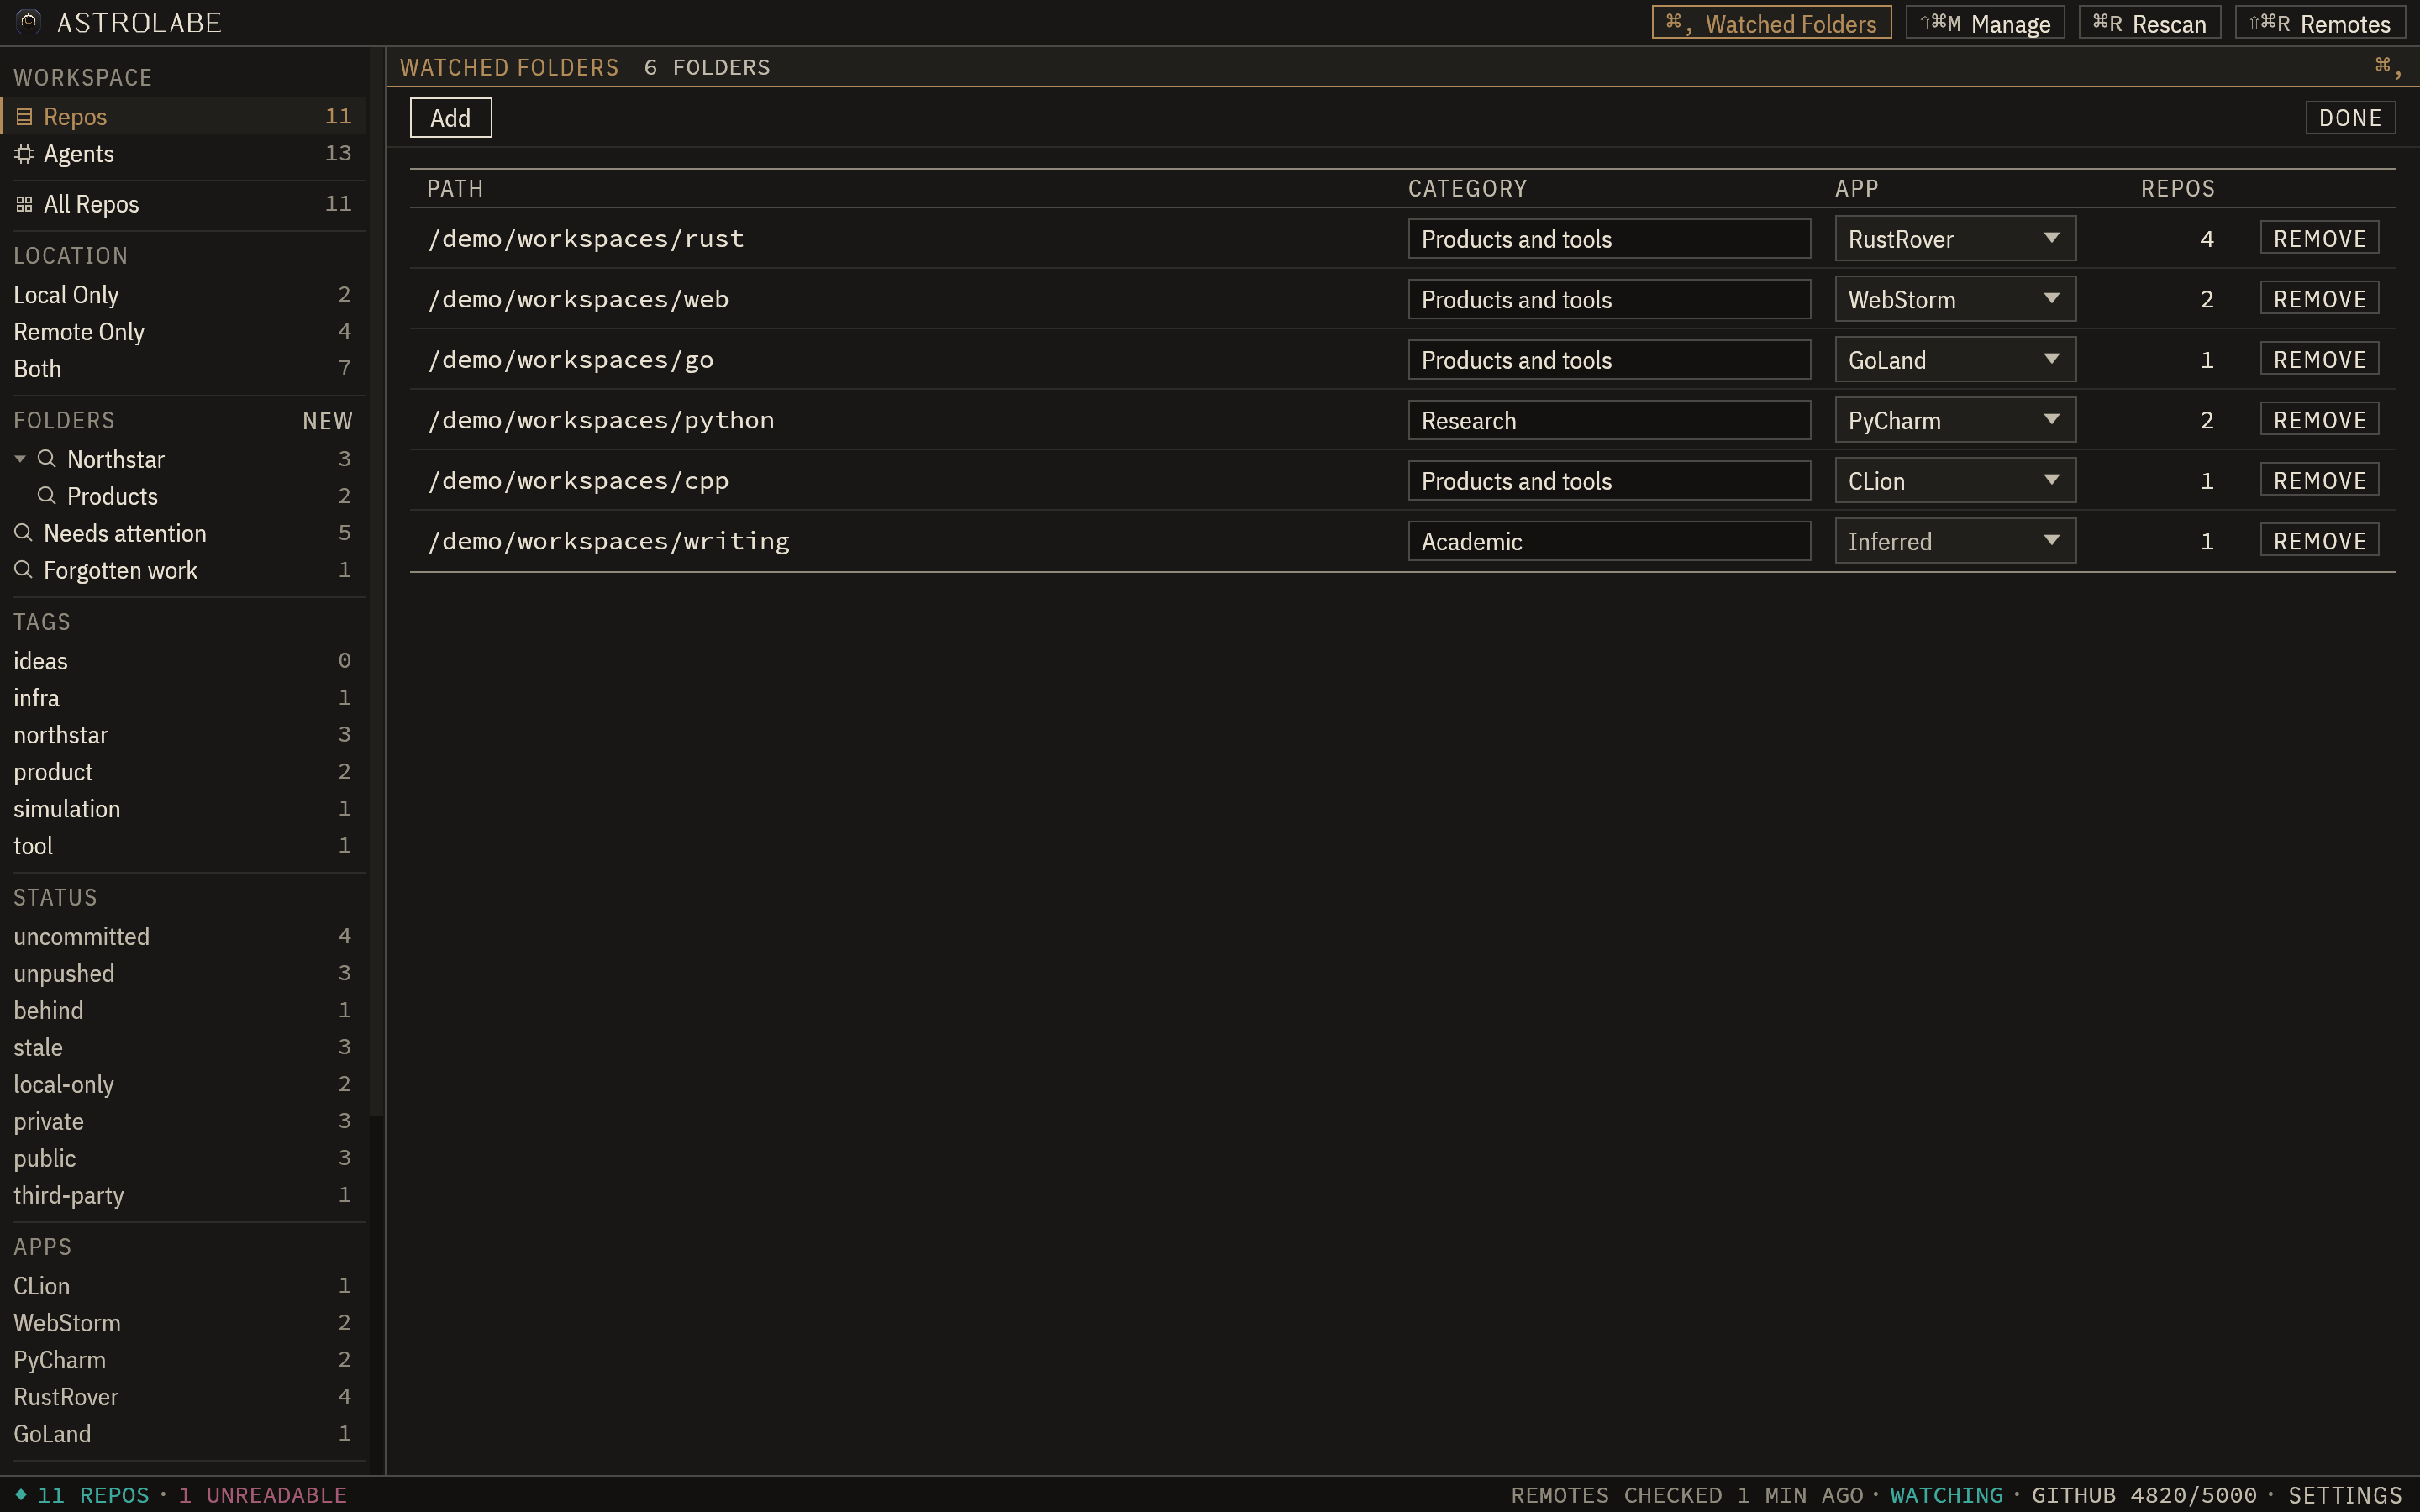 ASTROLABE
⌘, Watched Folders ⇧⌘M Manage ⌘R Rescan ⇧⌘R Remotes
WORKSPACE
Repos 11
Agents 13
All Repos 11
LOCATION
Local Only 2
Remote Only 4
Both 7
FOLDERS NEW
Northstar 3
Products 2
Needs attention 5
Forgotten work 1
TAGS
ideas 0
infra 1
northstar 3
product 2
simulation 1
tool 1
STATUS
uncommitted 4
unpushed 3
behind 1
stale 3
local-only 2
private 3
public 3
third-party 1
APPS
CLion 1
WebStorm 2
PyCharm 2
RustRover 4
GoLand 1
WATCHED FOLDERS 6 FOLDERS ⌘,
Add DONE
PATH CATEGORY APP REPOS
/demo/workspaces/rust Products and tools RustRover 4 REMOVE
/demo/workspaces/web Products and tools WebStorm 2 REMOVE
/demo/workspaces/go Products and tools GoLand 1 REMOVE
/demo/workspaces/python Research PyCharm 2 REMOVE
/demo/workspaces/cpp Products and tools CLion 1 REMOVE
/demo/workspaces/writing Academic Inferred 1 REMOVE
11 REPOS · 1 UNREADABLE
REMOTES CHECKED 1 MIN AGO · WATCHING · GITHUB 4820/5000 · SETTINGS